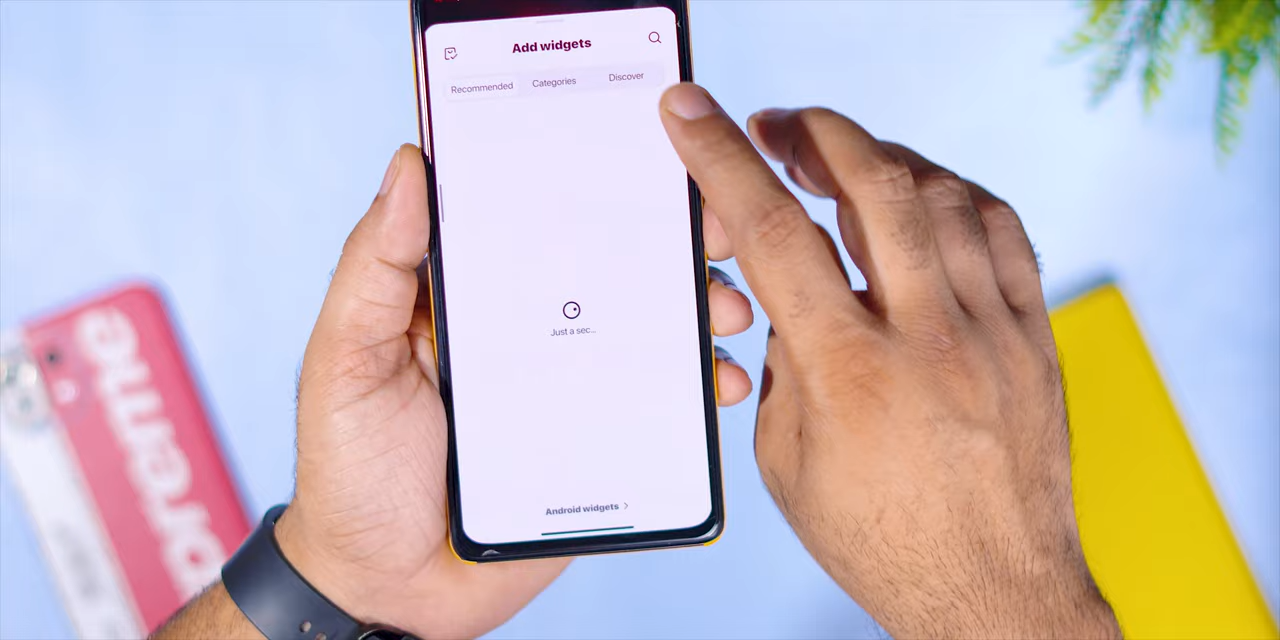 Add widgets
Recommended Categories Discover
Just a sec...
Android widgets >